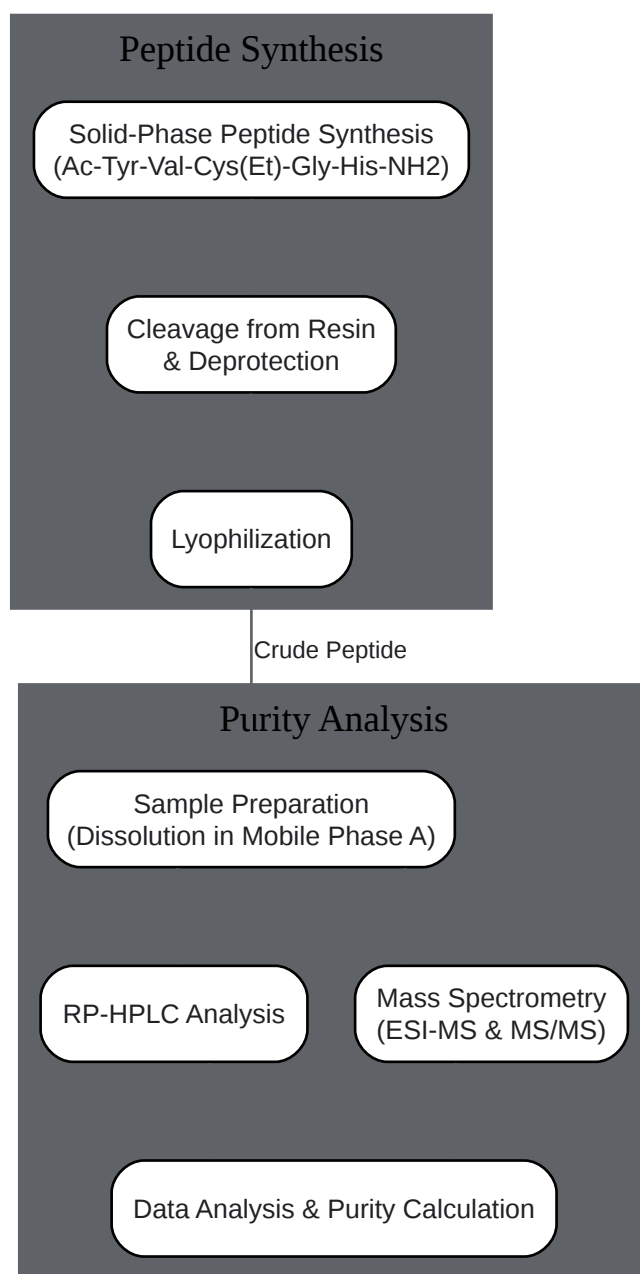 Peptide Synthesis
Solid-Phase Peptide Synthesis
(Ac-Tyr-Val-Cys(Et)-Gly-His-NH2)
Cleavage from Resin
& Deprotection
Lyophilization
Crude Peptide
Purity Analysis
Sample Preparation
(Dissolution in Mobile Phase A)
RP-HPLC Analysis
Mass Spectrometry
(ESI-MS & MS/MS)
Data Analysis & Purity Calculation